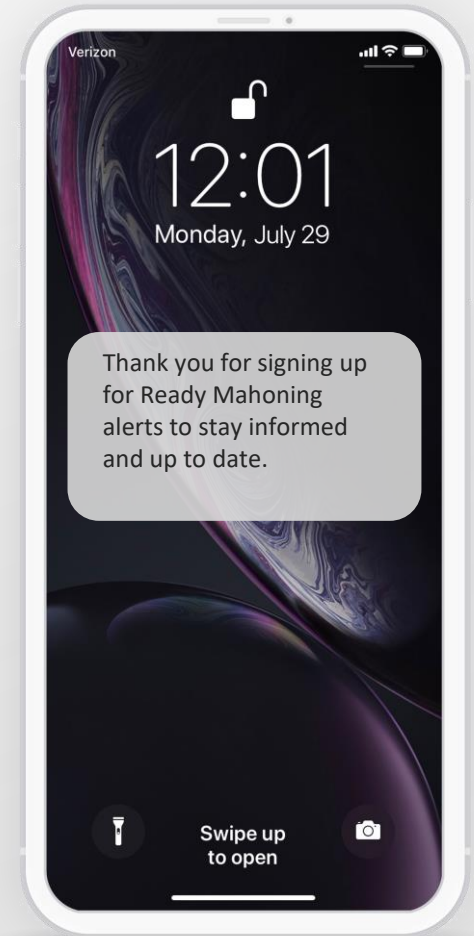 Verizon
12:01
Monday, July 29
Thank you for signing up
for Ready Mahoning
alerts to stay informed
and up to date.
Swipe up
to open